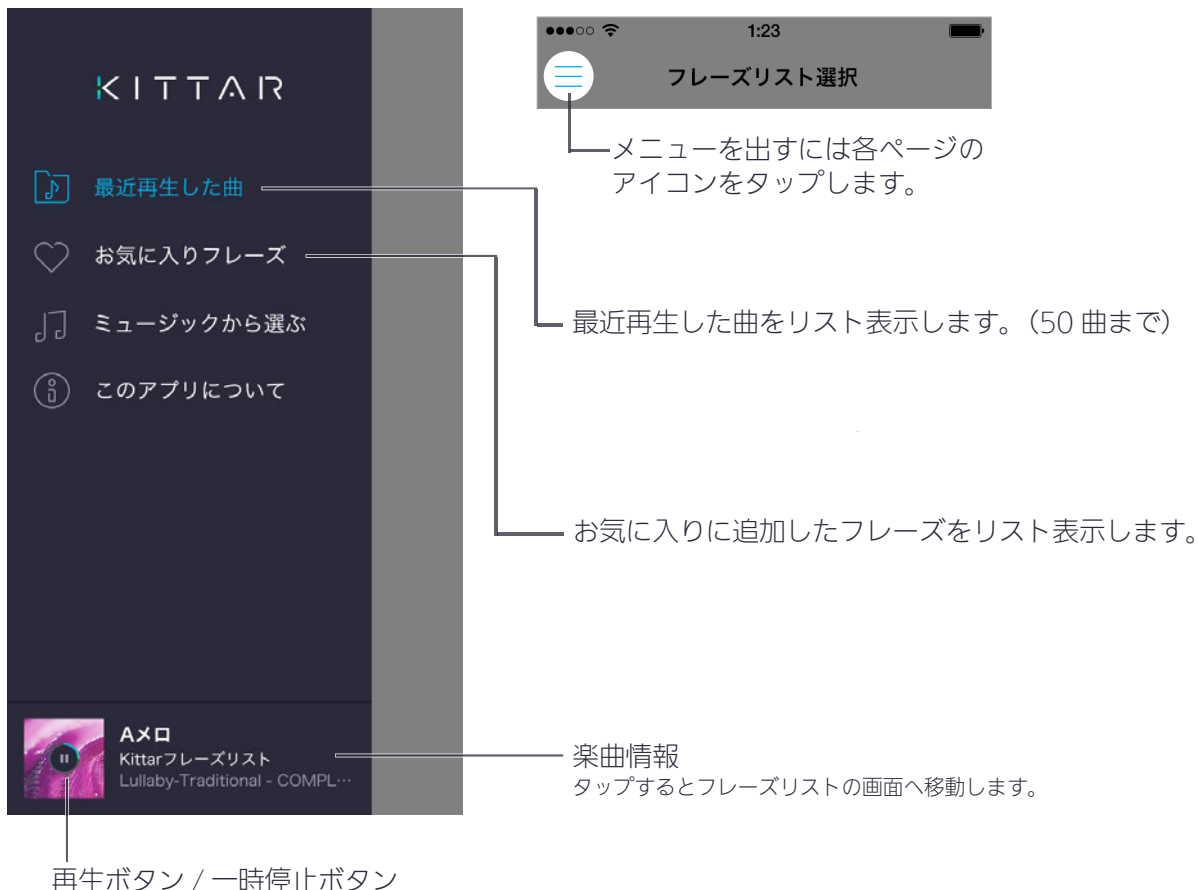 KITTAR
最近再生した曲
お気に入りフレーズ
ミュージックから選ぶ
このアプリについて
Aメロ
Kittarフレーズリスト
Lullaby-Traditional - COMPL…
再生ボタン / 一時停止ボタン
1:23
フレーズリスト選択
メニューを出すには各ページの
アイコンをタップします。
最近再生した曲をリスト表示します。（50 曲まで）
お気に入りに追加したフレーズをリスト表示します。
楽曲情報
タップするとフレーズリストの画面へ移動します。